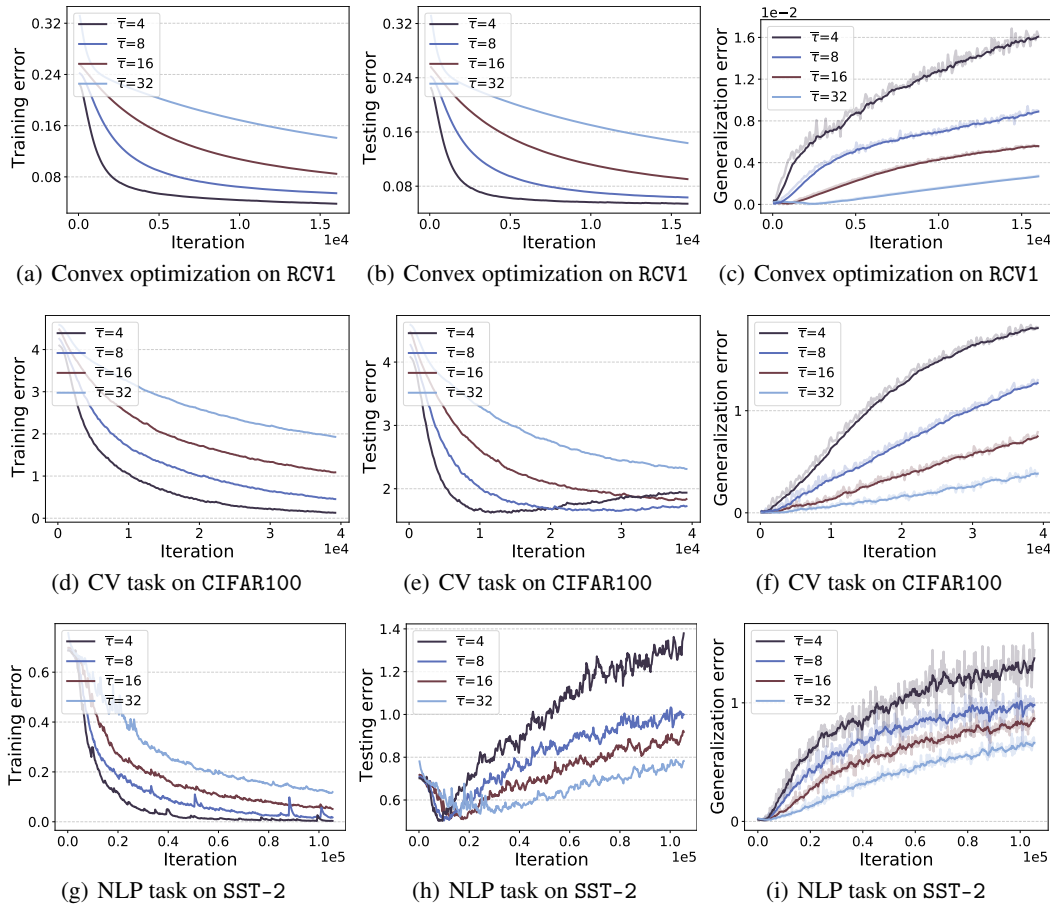 Training error
0.32
0.24
0.16
0.08
τ̅=4
τ̅=8
τ̅=16
τ̅=32
0.0 0.5 1.0 1.5
1e4
Iteration
(a) Convex optimization on RCV1
Testing error
0.32
0.24
0.16
0.08
τ̅=4
τ̅=8
τ̅=16
τ̅=32
0.0 0.5 1.0 1.5
1e4
Iteration
(b) Convex optimization on RCV1
1e-2
Generalization error
1.6
1.2
0.8
0.4
0.0
τ̅=4
τ̅=8
τ̅=16
τ̅=32
0.0 0.5 1.0 1.5
1e4
Iteration
(c) Convex optimization on RCV1
Training error
4
3
2
1
0
τ̅=4
τ̅=8
τ̅=16
τ̅=32
0 1 2 3 4
1e4
Iteration
(d) CV task on CIFAR100
Testing error
4
3
2
τ̅=4
τ̅=8
τ̅=16
τ̅=32
0 1 2 3 4
1e4
Iteration
(e) CV task on CIFAR100
Generalization error
1
0
τ̅=4
τ̅=8
τ̅=16
τ̅=32
0 1 2 3 4
1e4
Iteration
(f) CV task on CIFAR100
Training error
0.6
0.4
0.2
0.0
τ̅=4
τ̅=8
τ̅=16
τ̅=32
0.0 0.2 0.4 0.6 0.8 1.0
1e5
Iteration
(g) NLP task on SST-2
Testing error
1.4
1.2
1.0
0.8
0.6
τ̅=4
τ̅=8
τ̅=16
τ̅=32
0.0 0.2 0.4 0.6 0.8 1.0
1e5
Iteration
(h) NLP task on SST-2
Generalization error
1
0
τ̅=4
τ̅=8
τ̅=16
τ̅=32
0.0 0.2 0.4 0.6 0.8 1.0
1e5
Iteration
(i) NLP task on SST-2